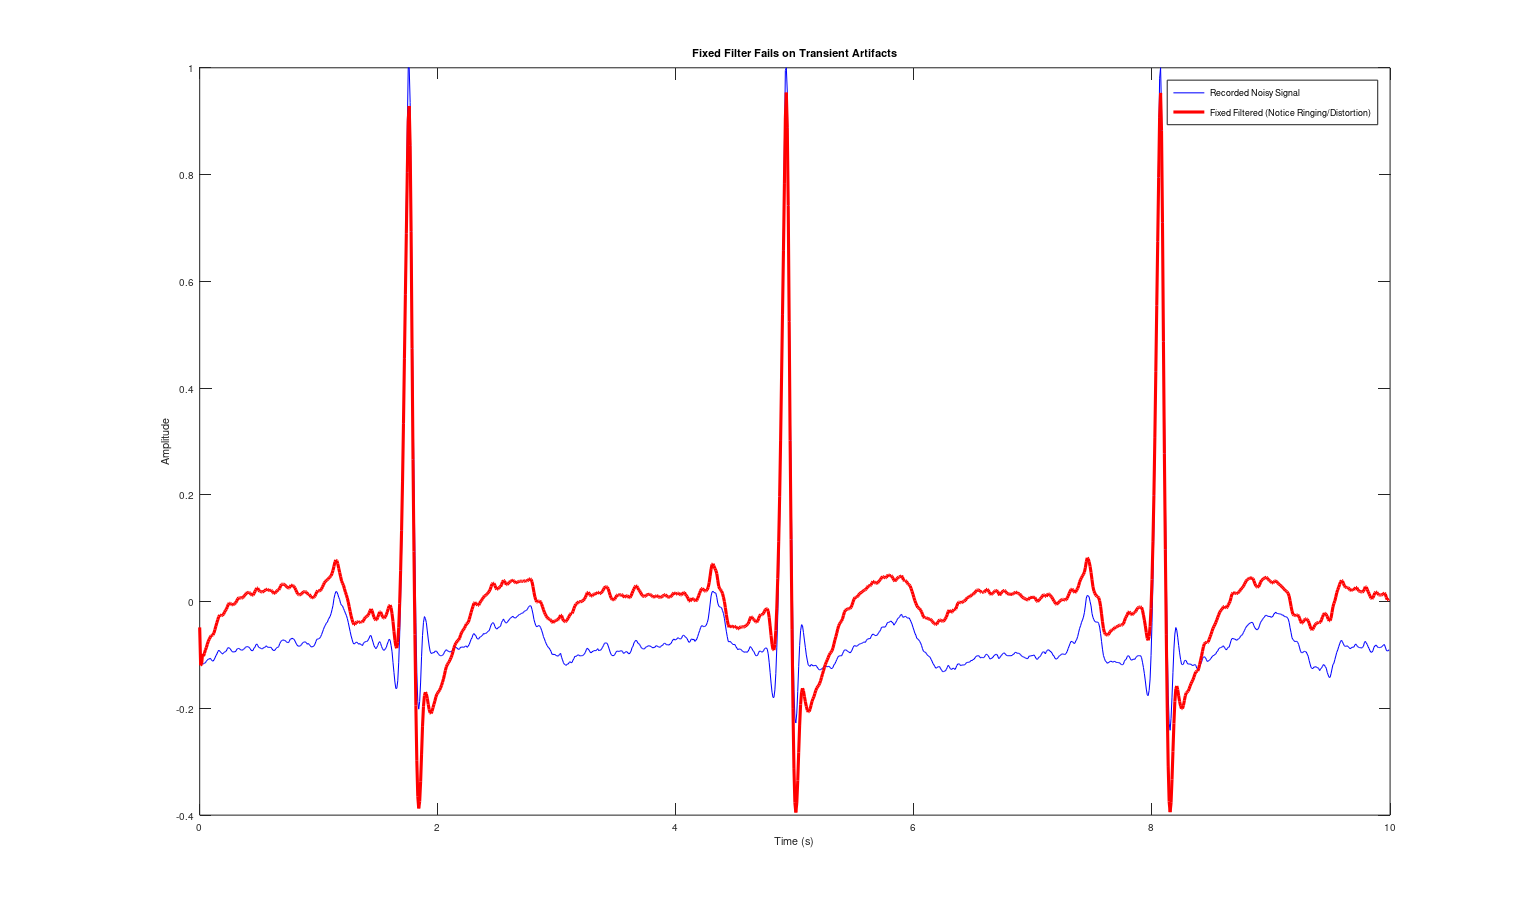 Fixed Filter Fails on Transient Artifacts
1
Recorded Noisy Signal
Fixed Filtered (Notice Ringing/Distortion)
0.8
0.6
0.4
Amplitude
0.2
0
-0.2
-0.4
0 2 4 6 8 10
Time (s)